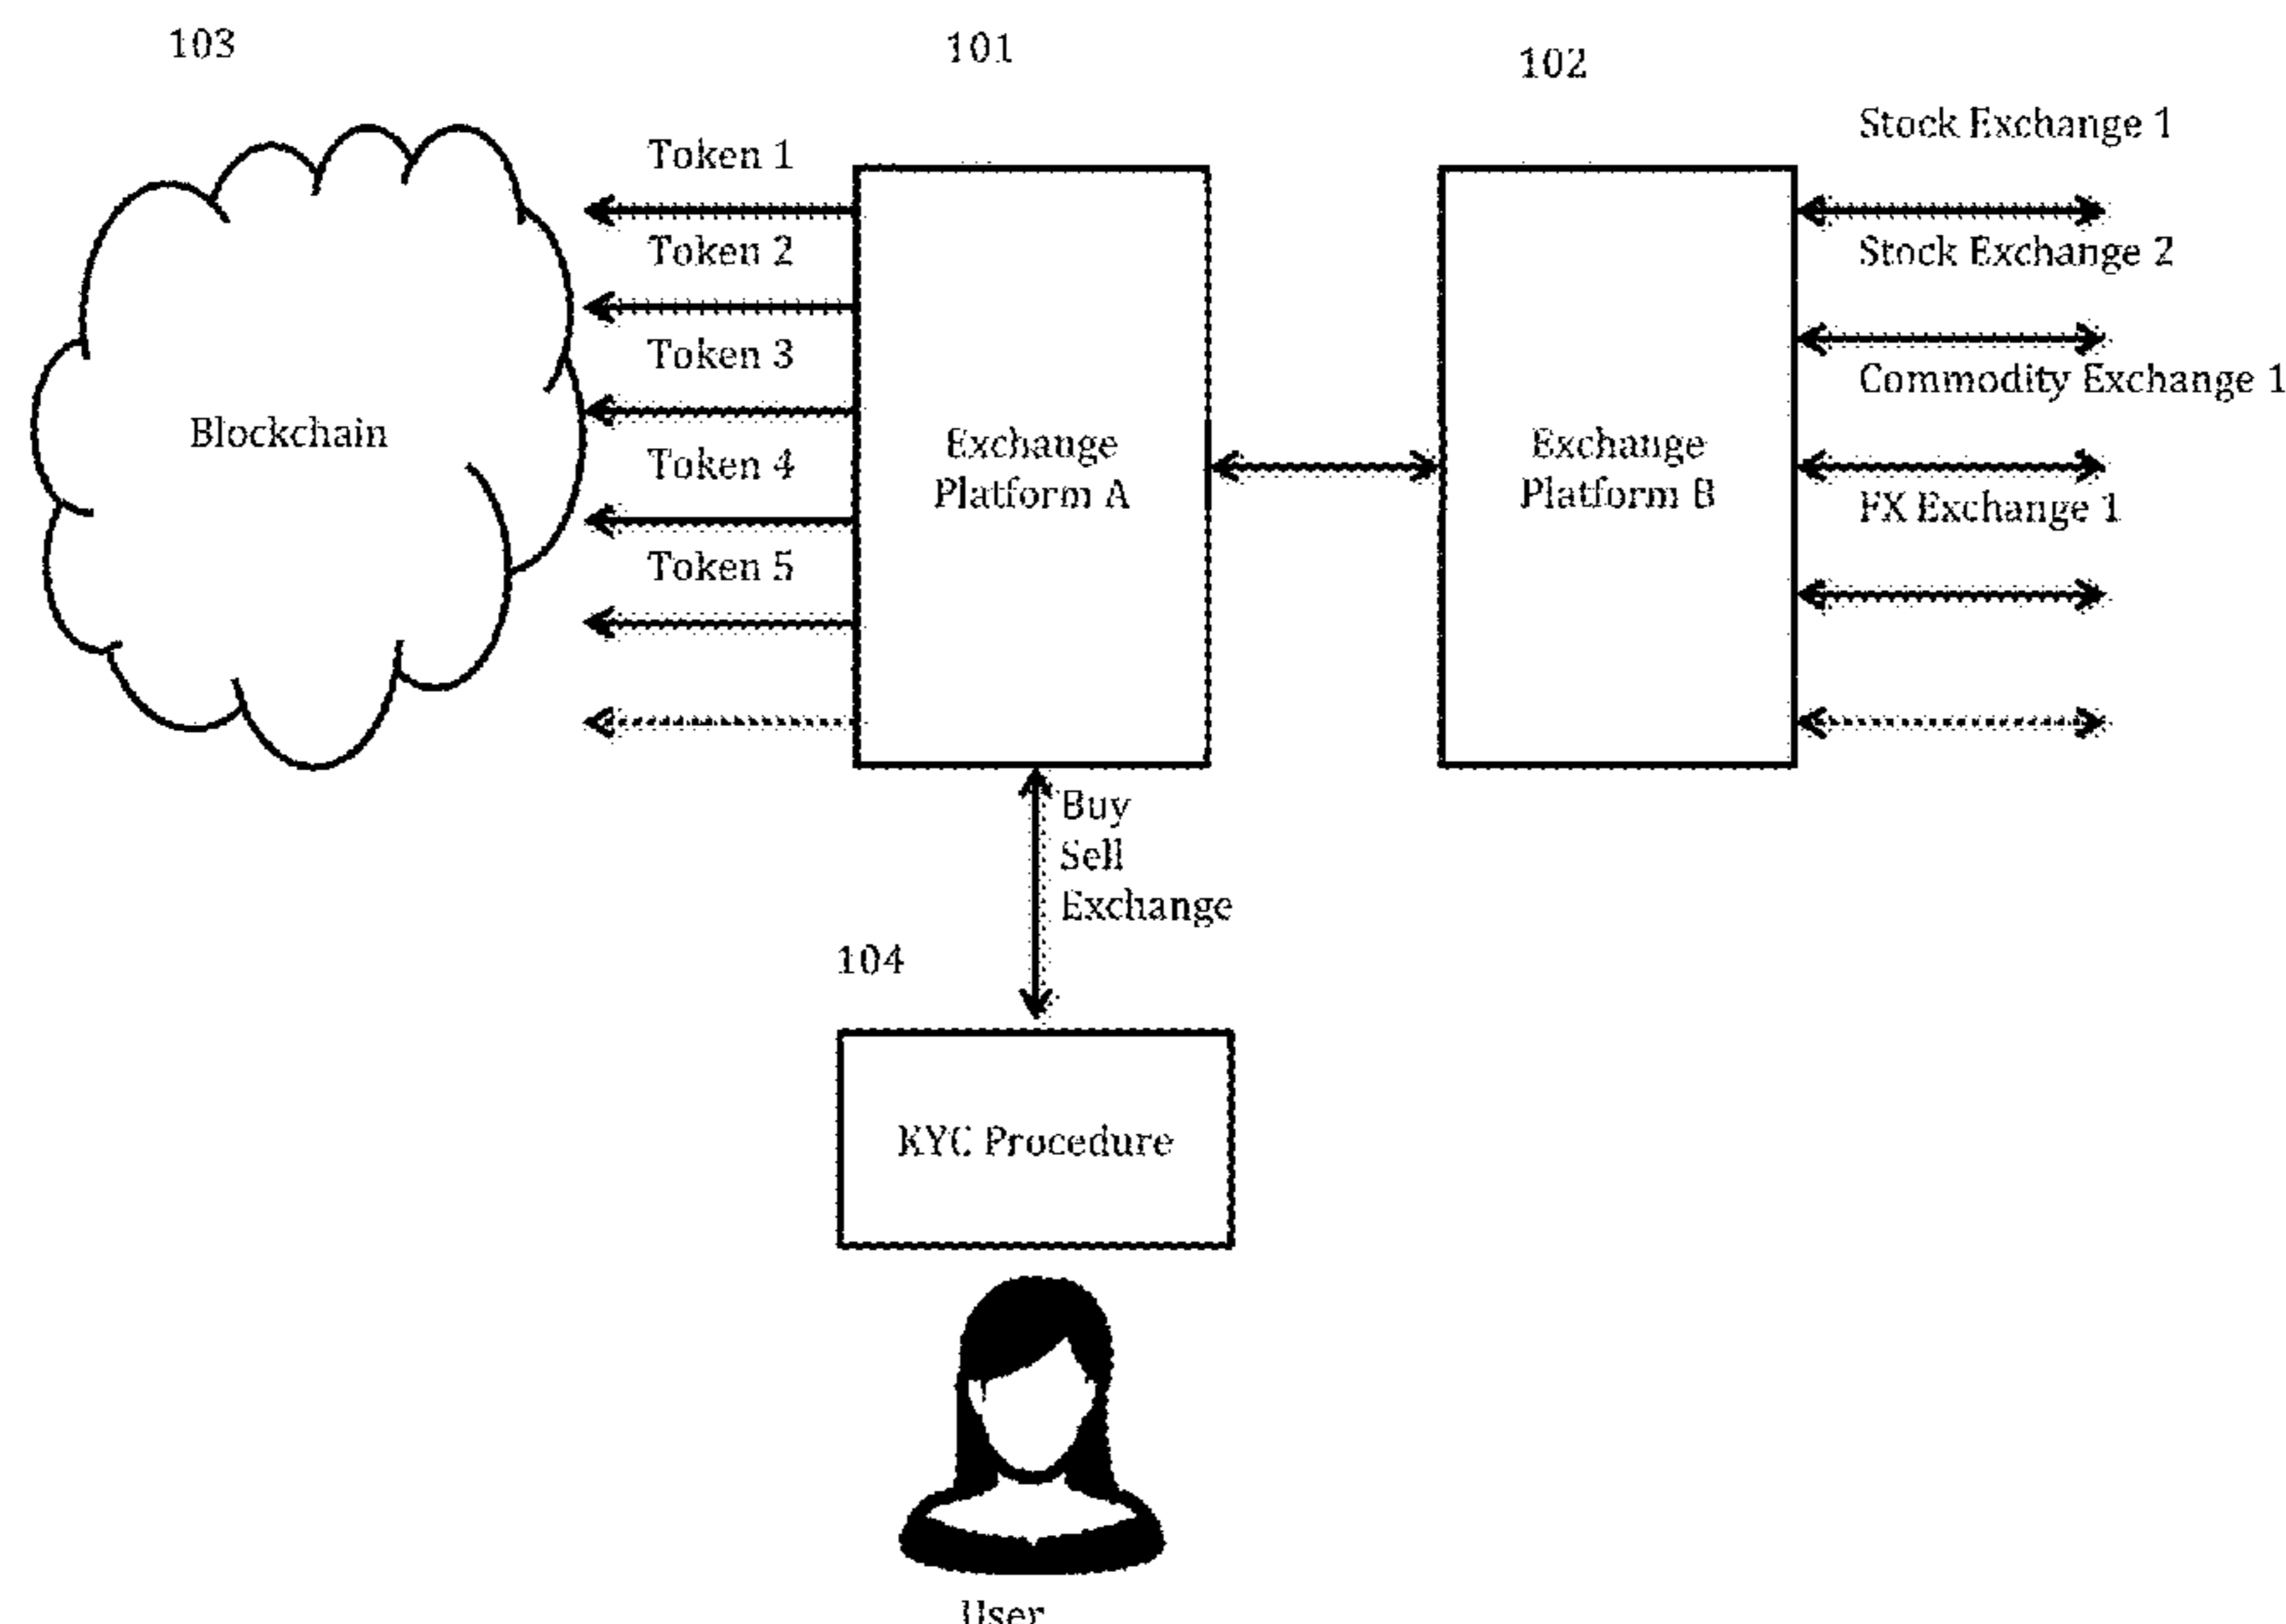 103
101
102
Stock Exchange 1
Token 1
Token 2
Stock Exchange 2
Token 3
Commodity Exchange 1
Blockchain
Exchange
Platform A
Exchange
Platform B
Token 4
FX Exchange 1
Token 5
Buy
Sell
Exchange
104
KYC Procedure
User